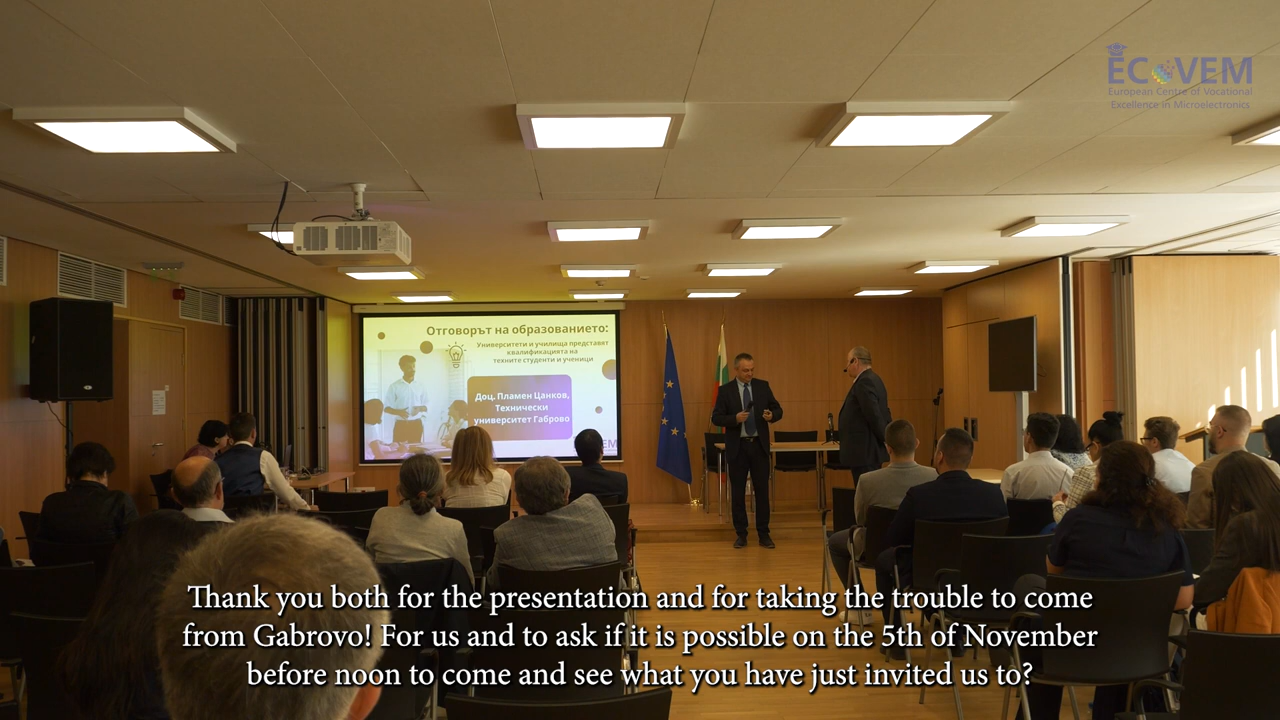 ECOVEM
European Centre of Vocational
Excellence in Microelectronics
Отговорът на образованието:
Университети и училища представят
квалификацията на
техните студенти и ученици
Доц. Пламен Цанков,
Технически
университет Габрово
Thank you both for the presentation and for taking the trouble to come
from Gabrovo! For us and to ask if it is possible on the 5th of November
before noon to come and see what you have just invited us to?